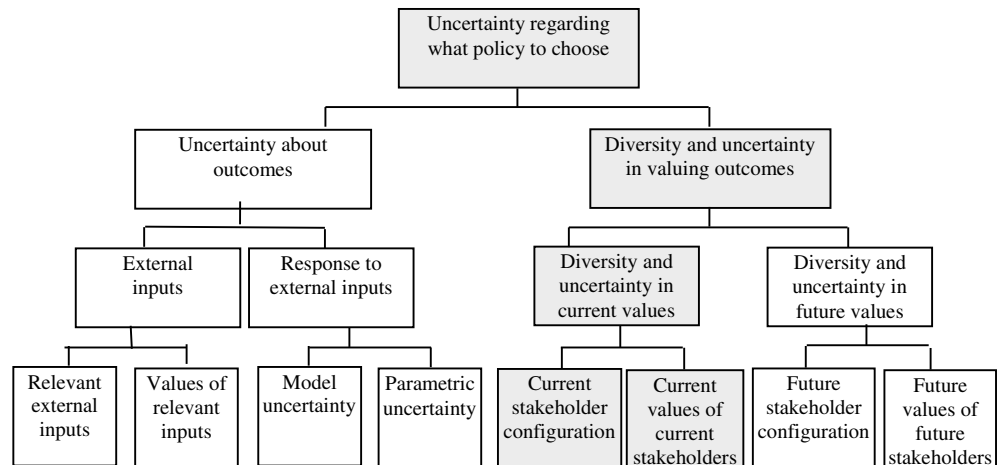 Uncertainty regarding
what policy to choose
Uncertainty about
outcomes
Diversity and uncertainty
in valuing outcomes
External
inputs
Response to
external inputs
Diversity and
uncertainty in
current values
Diversity and
uncertainty in
future values
Relevant
external
inputs
Values of
relevant
inputs
Model
uncertainty
Parametric
uncertainty
Current
stakeholder
configuration
Current
values of
current
stakeholders
Future
stakeholder
configuration
Future
values of
future
stakeholders